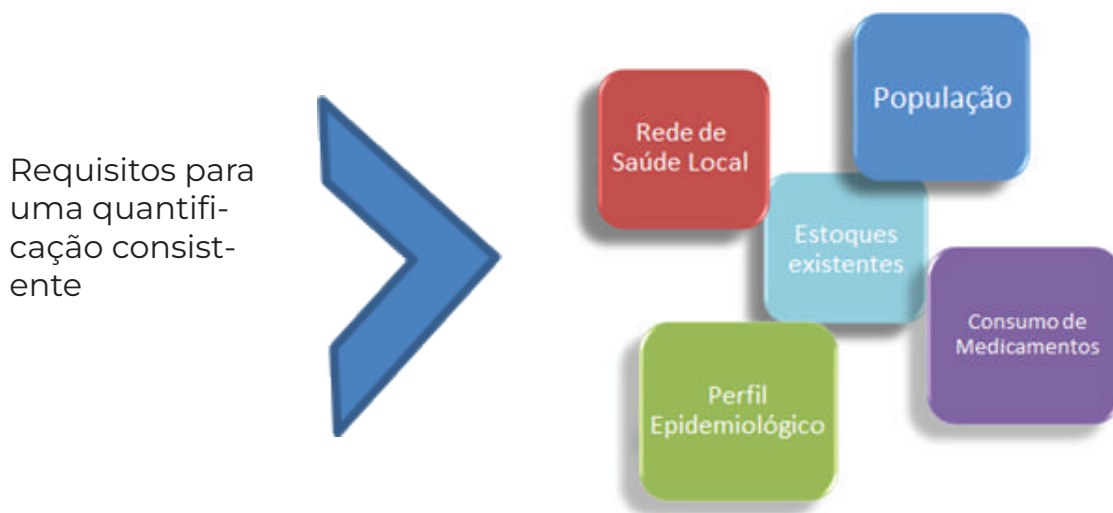 Requisitos para
uma quantifi-
cação consist-
ente
População
Rede de
Saúde Local
Estoques
existentes
Consumo de
Medicamentos
Perfil
Epidemiológico